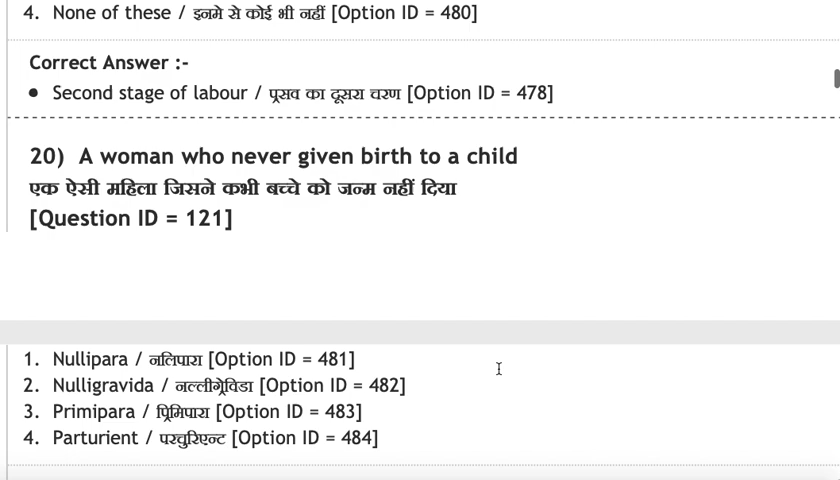 4. None of these / इनमे से कोई भी नहीं [Option ID = 480]
Correct Answer :-
• Second stage of labour / प्रसव का दूसरा चरण [Option ID = 478]
20) A woman who never given birth to a child
एक ऐसी महिला जिसने कभी बच्चे को जन्म नहीं दिया
[Question ID = 121]
1. Nullipara / नलिपारा [Option ID = 481]
2. Nulligravida / नल्लीग्रेविडा [Option ID = 482]
3. Primipara / प्रिमिपारा [Option ID = 483]
4. Parturient / परचुरिएन्ट [Option ID = 484]